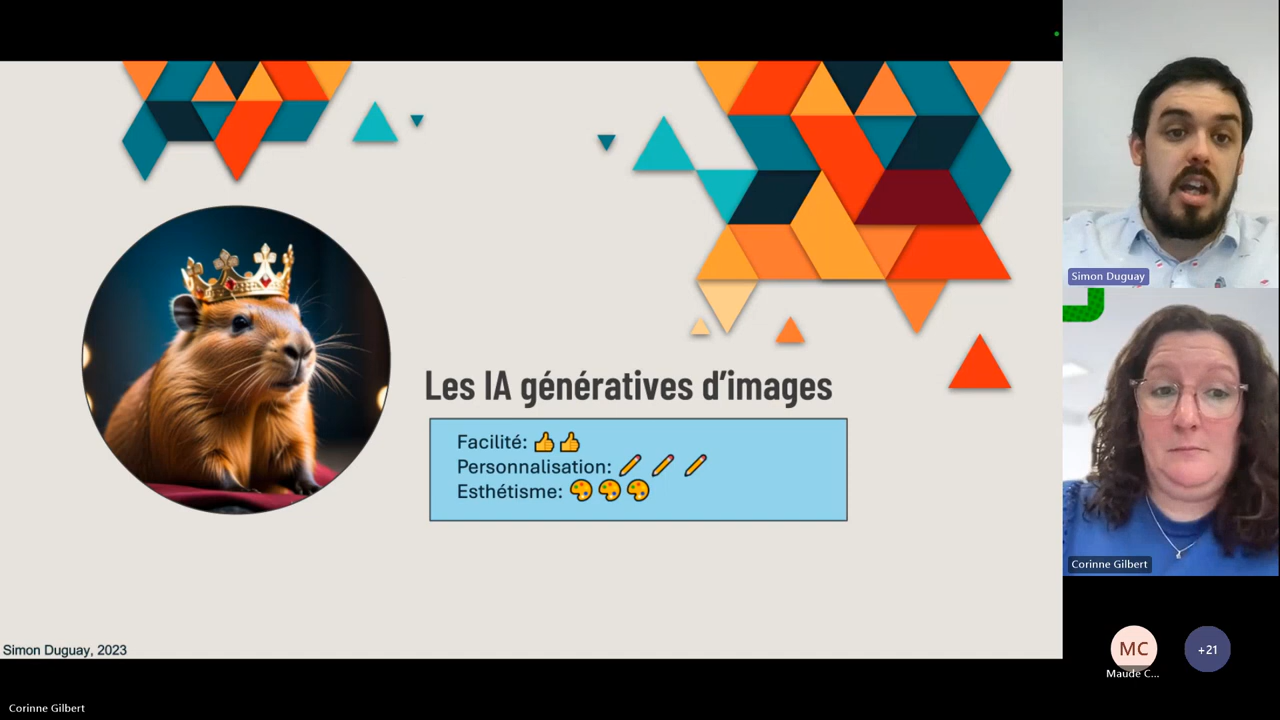 Les IA génératives d’images
Facilité: 👍👍
Personnalisation: ✏️ ✏️ ✏️
Esthétisme: 🎨🎨🎨
Simon Duguay, 2023
Simon Duguay
Corinne Gilbert
MC
+21
Maude C...
Corinne Gilbert